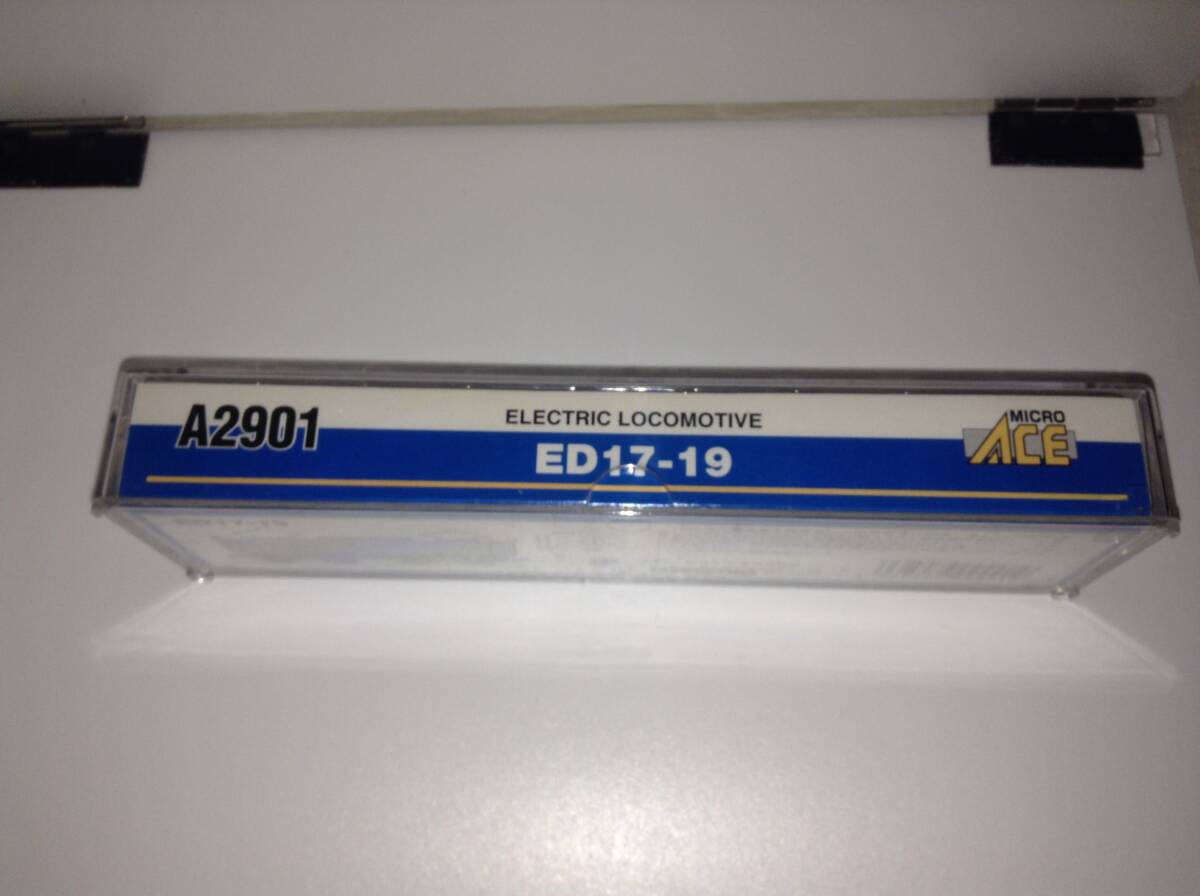 A2901
ELECTRIC LOCOMOTIVE
ED17-19
MICRO
ACE